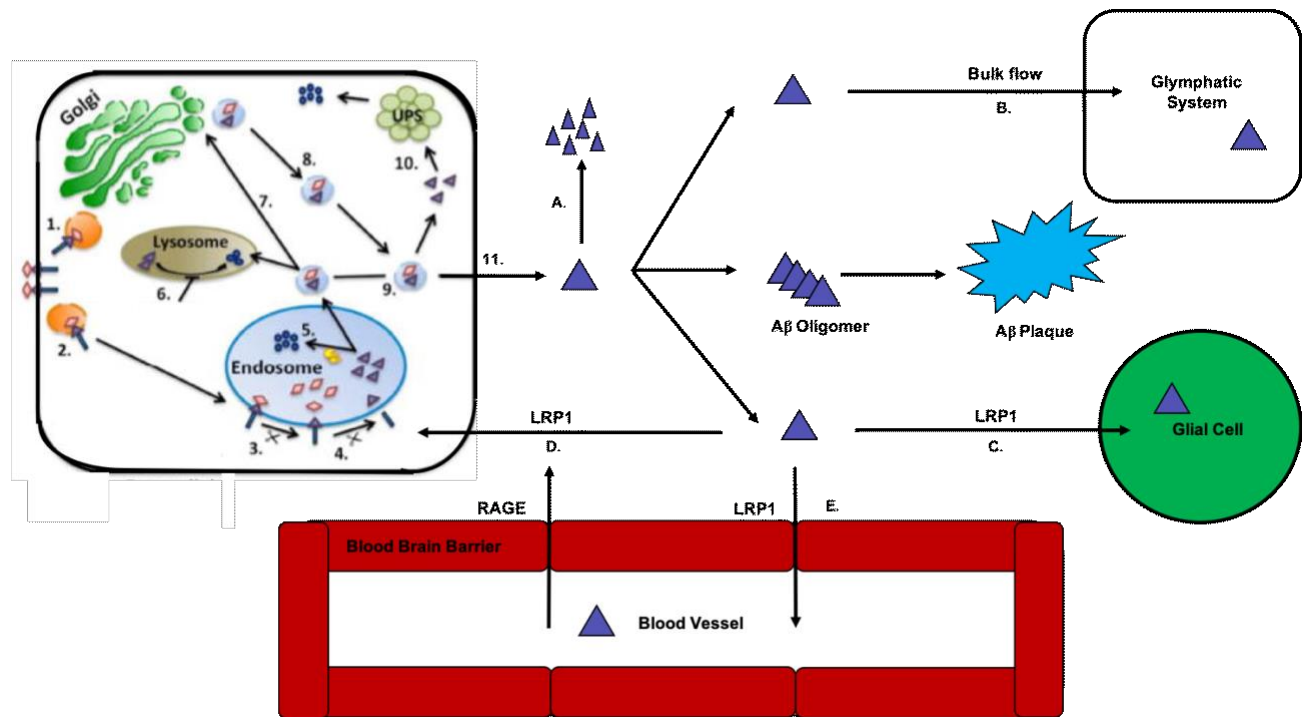 Golgi
UPS
1.
2.
3.
4.
5.
6.
7.
8.
9.
10.
11.
Lysosome
Endosome
A.
Bulk flow
B.
Glymphatic
System
Aβ Oligomer
Aβ Plaque
LRP1
D.
LRP1
C.
Glial Cell
RAGE
LRP1
E.
Blood Brain Barrier
Blood Vessel